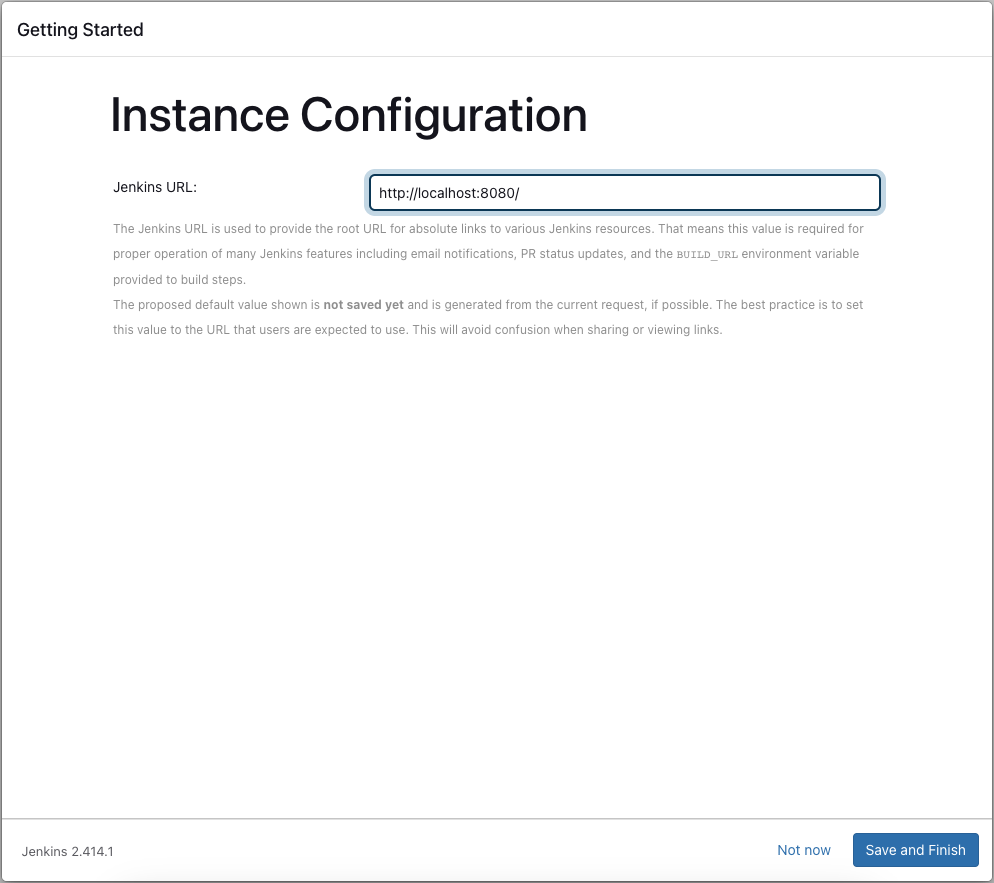 Getting Started
Instance Configuration
Jenkins URL:
http://localhost:8080/
The Jenkins URL is used to provide the root URL for absolute links to various Jenkins resources. That means this value is required for
proper operation of many Jenkins features including email notifications, PR status updates, and the BUILD_URL environment variable
provided to build steps.
The proposed default value shown is not saved yet and is generated from the current request, if possible. The best practice is to set
this value to the URL that users are expected to use. This will avoid confusion when sharing or viewing links.
Jenkins 2.414.1
Not now
Save and Finish